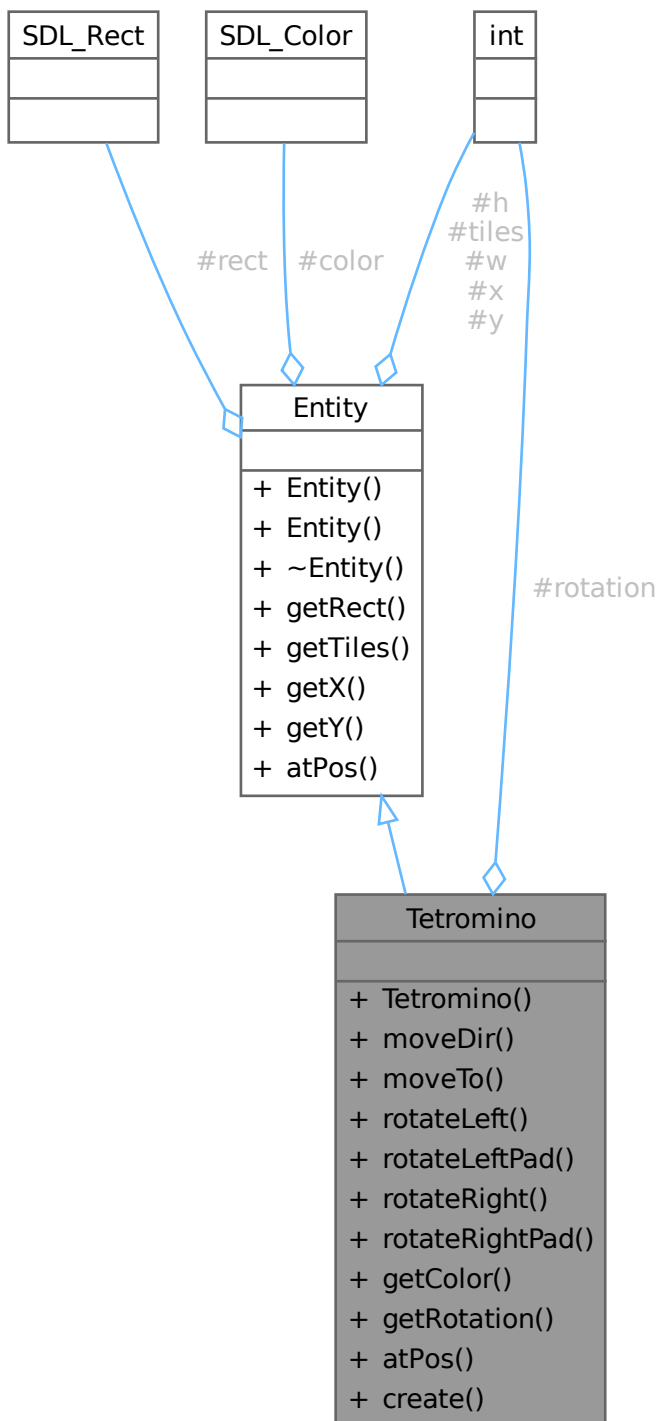 SDL_Rect
SDL_Color
int
#rect
#color
#h
#tiles
#w
#x
#y
Entity
+ Entity()
+ Entity()
+ ~Entity()
+ getRect()
+ getTiles()
+ getX()
+ getY()
+ atPos()
#rotation
Tetromino
+ Tetromino()
+ moveDir()
+ moveTo()
+ rotateLeft()
+ rotateLeftPad()
+ rotateRight()
+ rotateRightPad()
+ getColor()
+ getRotation()
+ atPos()
+ create()